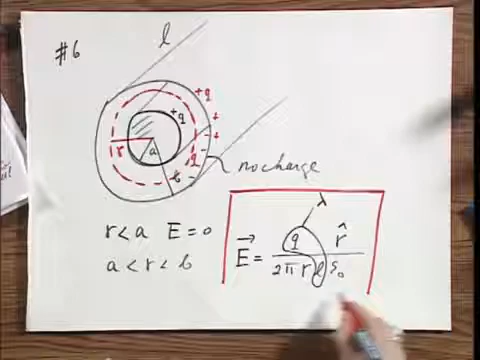 #6
l
+q
+q
+
+
-
q
-
-
r
a
b
no charge
r<a E=0
a<r<b
λ
E⃗ = q r̂ / 2π r l ε₀